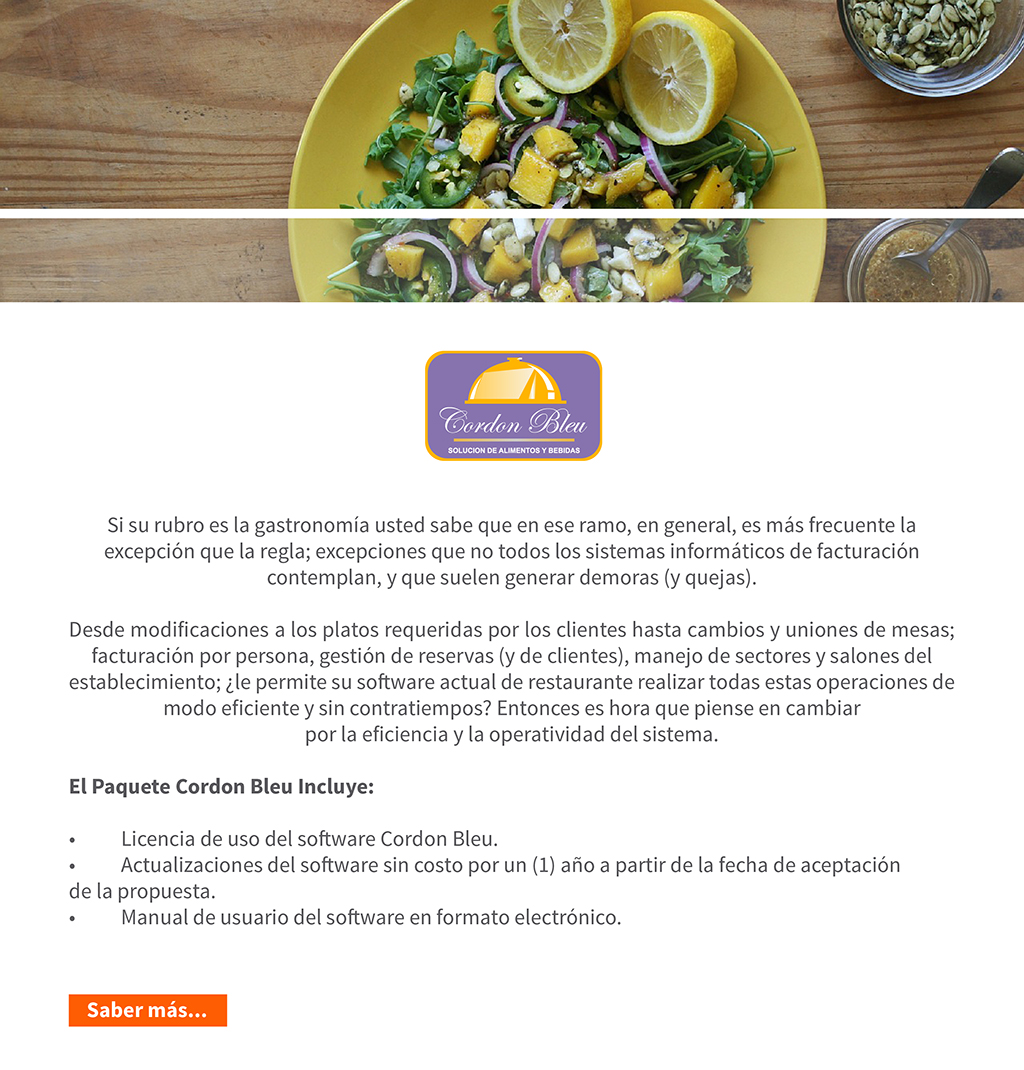 Cordon Bleu
SOLUCION DE ALIMENTOS Y BEBIDAS
Si su rubro es la gastronomía usted sabe que en ese ramo, en general, es más frecuente la
excepción que la regla; excepciones que no todos los sistemas informáticos de facturación
contemplan, y que suelen generar demoras (y quejas).
Desde modificaciones a los platos requeridas por los clientes hasta cambios y uniones de mesas;
facturación por persona, gestión de reservas (y de clientes), manejo de sectores y salones del
establecimiento; ¿le permite su software actual de restaurante realizar todas estas operaciones de
modo eficiente y sin contratiempos? Entonces es hora que piense en cambiar
por la eficiencia y la operatividad del sistema.
El Paquete Cordon Bleu Incluye:
• Licencia de uso del software Cordon Bleu.
• Actualizaciones del software sin costo por un (1) año a partir de la fecha de aceptación
de la propuesta.
• Manual de usuario del software en formato electrónico.
Saber más...